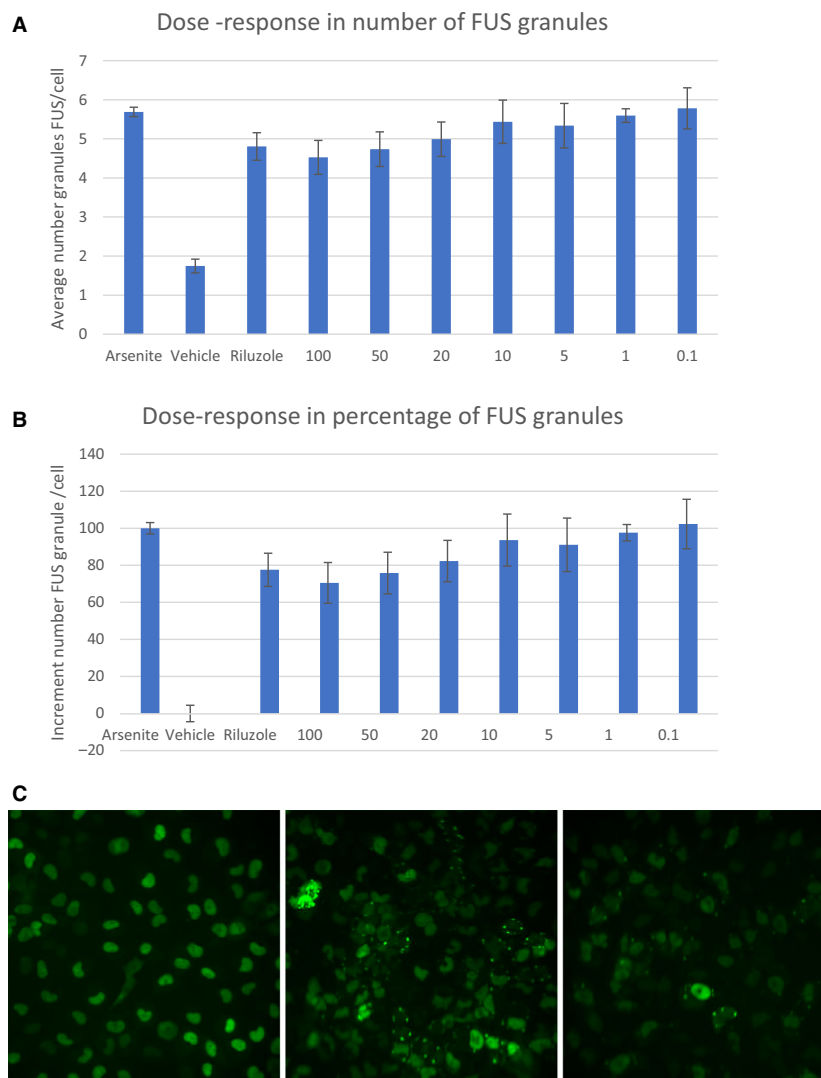 A
Dose -response in number of FUS granules
Average number granules FUS/cell
7
6
5
4
3
2
1
0
Arsenite Vehicle Riluzole 100 50 20 10 5 1 0.1
B
Dose-response in percentage of FUS granules
Increment number FUS granule /cell
140
120
100
80
60
40
20
0
Arsenite Vehicle Riluzole 100 50 20 10 5 1 0.1
–20
C